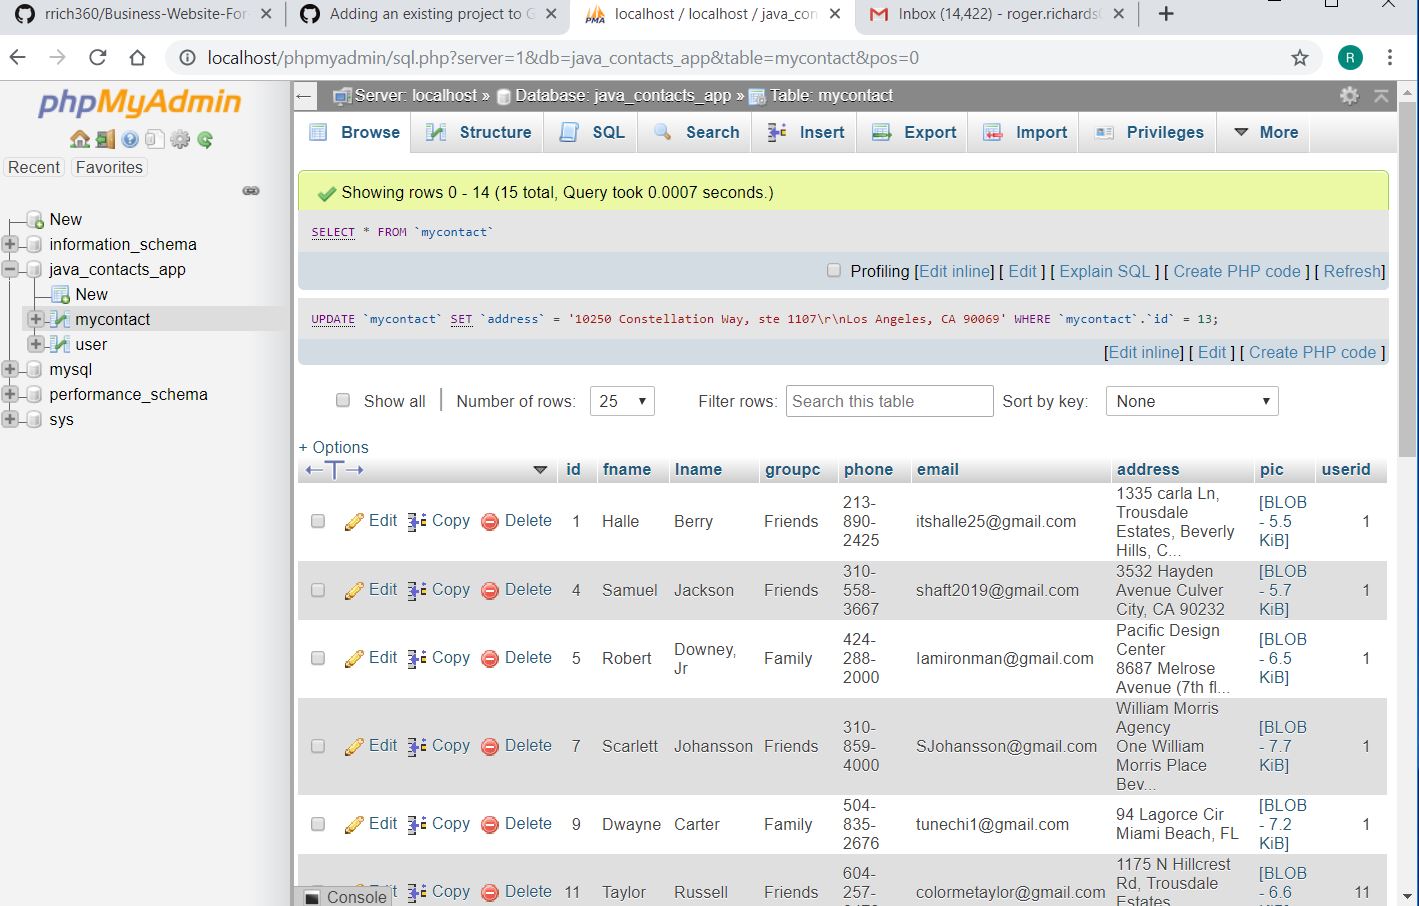 rrich360/Business-Website-For
Adding an existing project to G
localhost / localhost / java_con
Inbox (14,422) - roger.richards
localhost/phpmyadmin/sql.php?server=1&db=java_contacts_app&table=mycontact&pos=0
R
phpMyAdmin
Recent Favorites
New
information_schema
java_contacts_app
New
mycontact
user
mysql
performance_schema
sys
Server: localhost » Database: java_contacts_app » Table: mycontact
Browse Structure SQL Search Insert Export Import Privileges More
Showing rows 0 - 14 (15 total, Query took 0.0007 seconds.)
SELECT * FROM `mycontact`
Profiling [Edit inline] [ Edit ] [ Explain SQL ] [ Create PHP code ] [ Refresh]
UPDATE `mycontact` SET `address` = '10250 Constellation Way, ste 1107\r\nLos Angeles, CA 90069' WHERE `mycontact`.`id` = 13;
[Edit inline] [ Edit ] [ Create PHP code ]
Show all | Number of rows: 25 Filter rows: Search this table Sort by key: None
+ Options
id fname lname groupc phone email address pic userid
Edit Copy Delete 1 Halle Berry Friends 213-
890-
2425 itshalle25@gmail.com 1335 carla Ln,
Trousdale
Estates, Beverly
Hills, C... [BLOB
- 5.5
KiB] 1
Edit Copy Delete 4 Samuel Jackson Friends 310-
558-
3667 shaft2019@gmail.com 3532 Hayden
Avenue Culver
City, CA 90232 [BLOB
- 5.7
KiB] 1
Edit Copy Delete 5 Robert Downey,
Jr Family 424-
288-
2000 Iamironman@gmail.com Pacific Design
Center
8687 Melrose
Avenue (7th fl... [BLOB
- 6.5
KiB] 1
Edit Copy Delete 7 Scarlett Johansson Friends 310-
859-
4000 SJohansson@gmail.com William Morris
Agency
One William
Morris Place
Bev... [BLOB
- 7.7
KiB] 1
Edit Copy Delete 9 Dwayne Carter Family 504-
835-
2676 tunechi1@gmail.com 94 Lagorce Cir
Miami Beach, FL [BLOB
- 7.2
KiB] 1
Copy Delete 11 Taylor Russell Friends 604-
257-
colormetaylor@gmail.com 1175 N Hillcrest
Rd, Trousdale
Estates [BLOB
- 6.6
11
Console